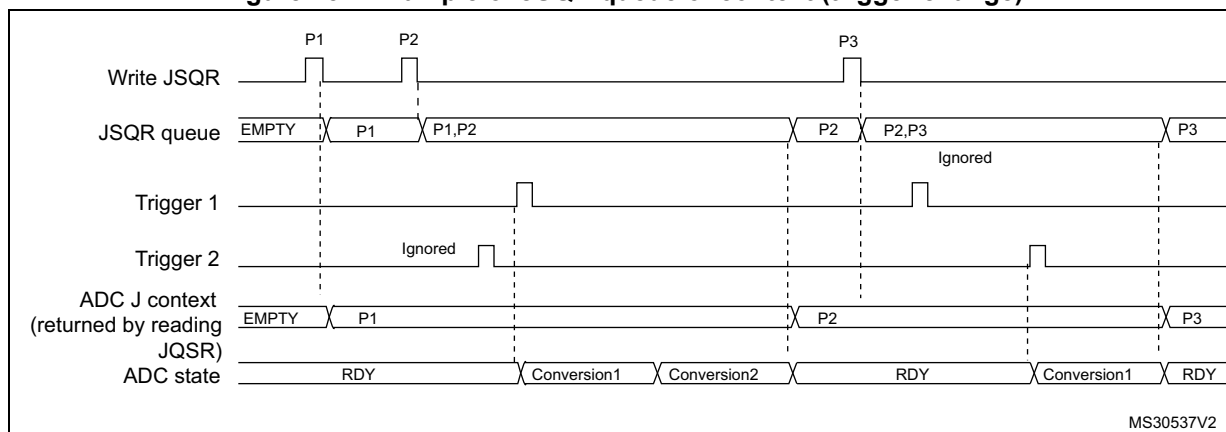 P1 P2 P3
Write JSQR
JSQR queue EMPTY P1 P1,P2 P2 P2,P3 P3
Ignored
Trigger 1
Trigger 2 Ignored
ADC J context
(returned by reading EMPTY P1 P2 P3
JQSR)
ADC state RDY Conversion1 Conversion2 RDY Conversion1 RDY
MS30537V2